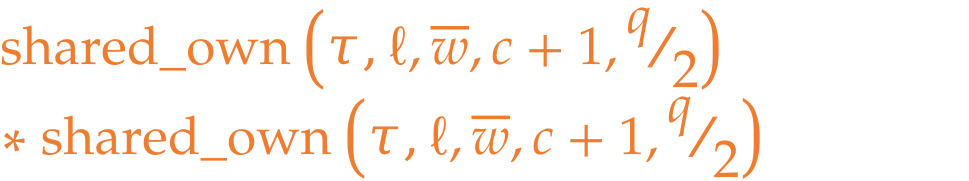 shared_own (τ, ℓ, w̅, c + 1, q/2)
* shared_own (τ, ℓ, w̅, c + 1, q/2)